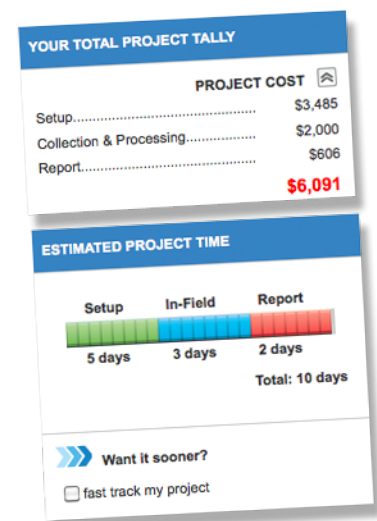 YOUR TOTAL PROJECT TALLY
PROJECT COST
Setup.................................................. $3,485
Collection & Processing................... $2,000
Report................................................ $606
$6,091
ESTIMATED PROJECT TIME
Setup In-Field Report
5 days 3 days 2 days
Total: 10 days
Want it sooner?
fast track my project